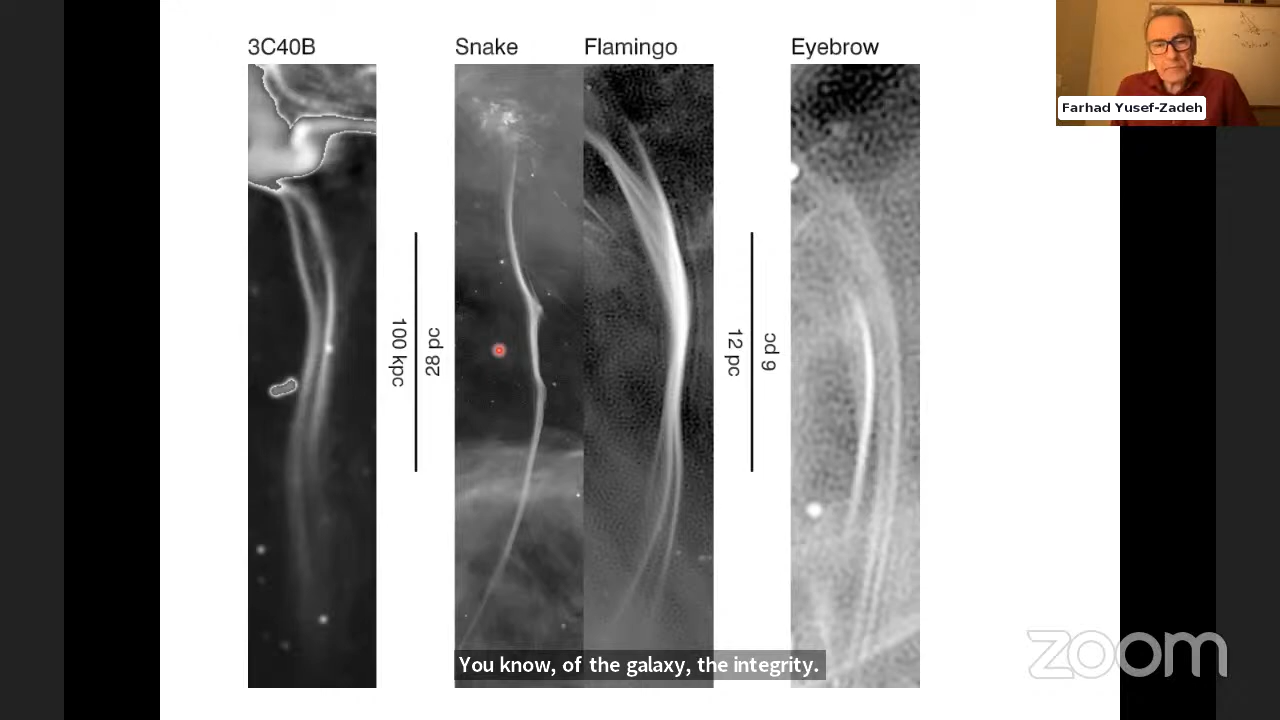 3C40B
Snake
Flamingo
Eyebrow
Farhad Yusef-Zadeh
100 kpc
28 pc
12 pc
6 pc
You know, of the galaxy, the integrity.
zoom